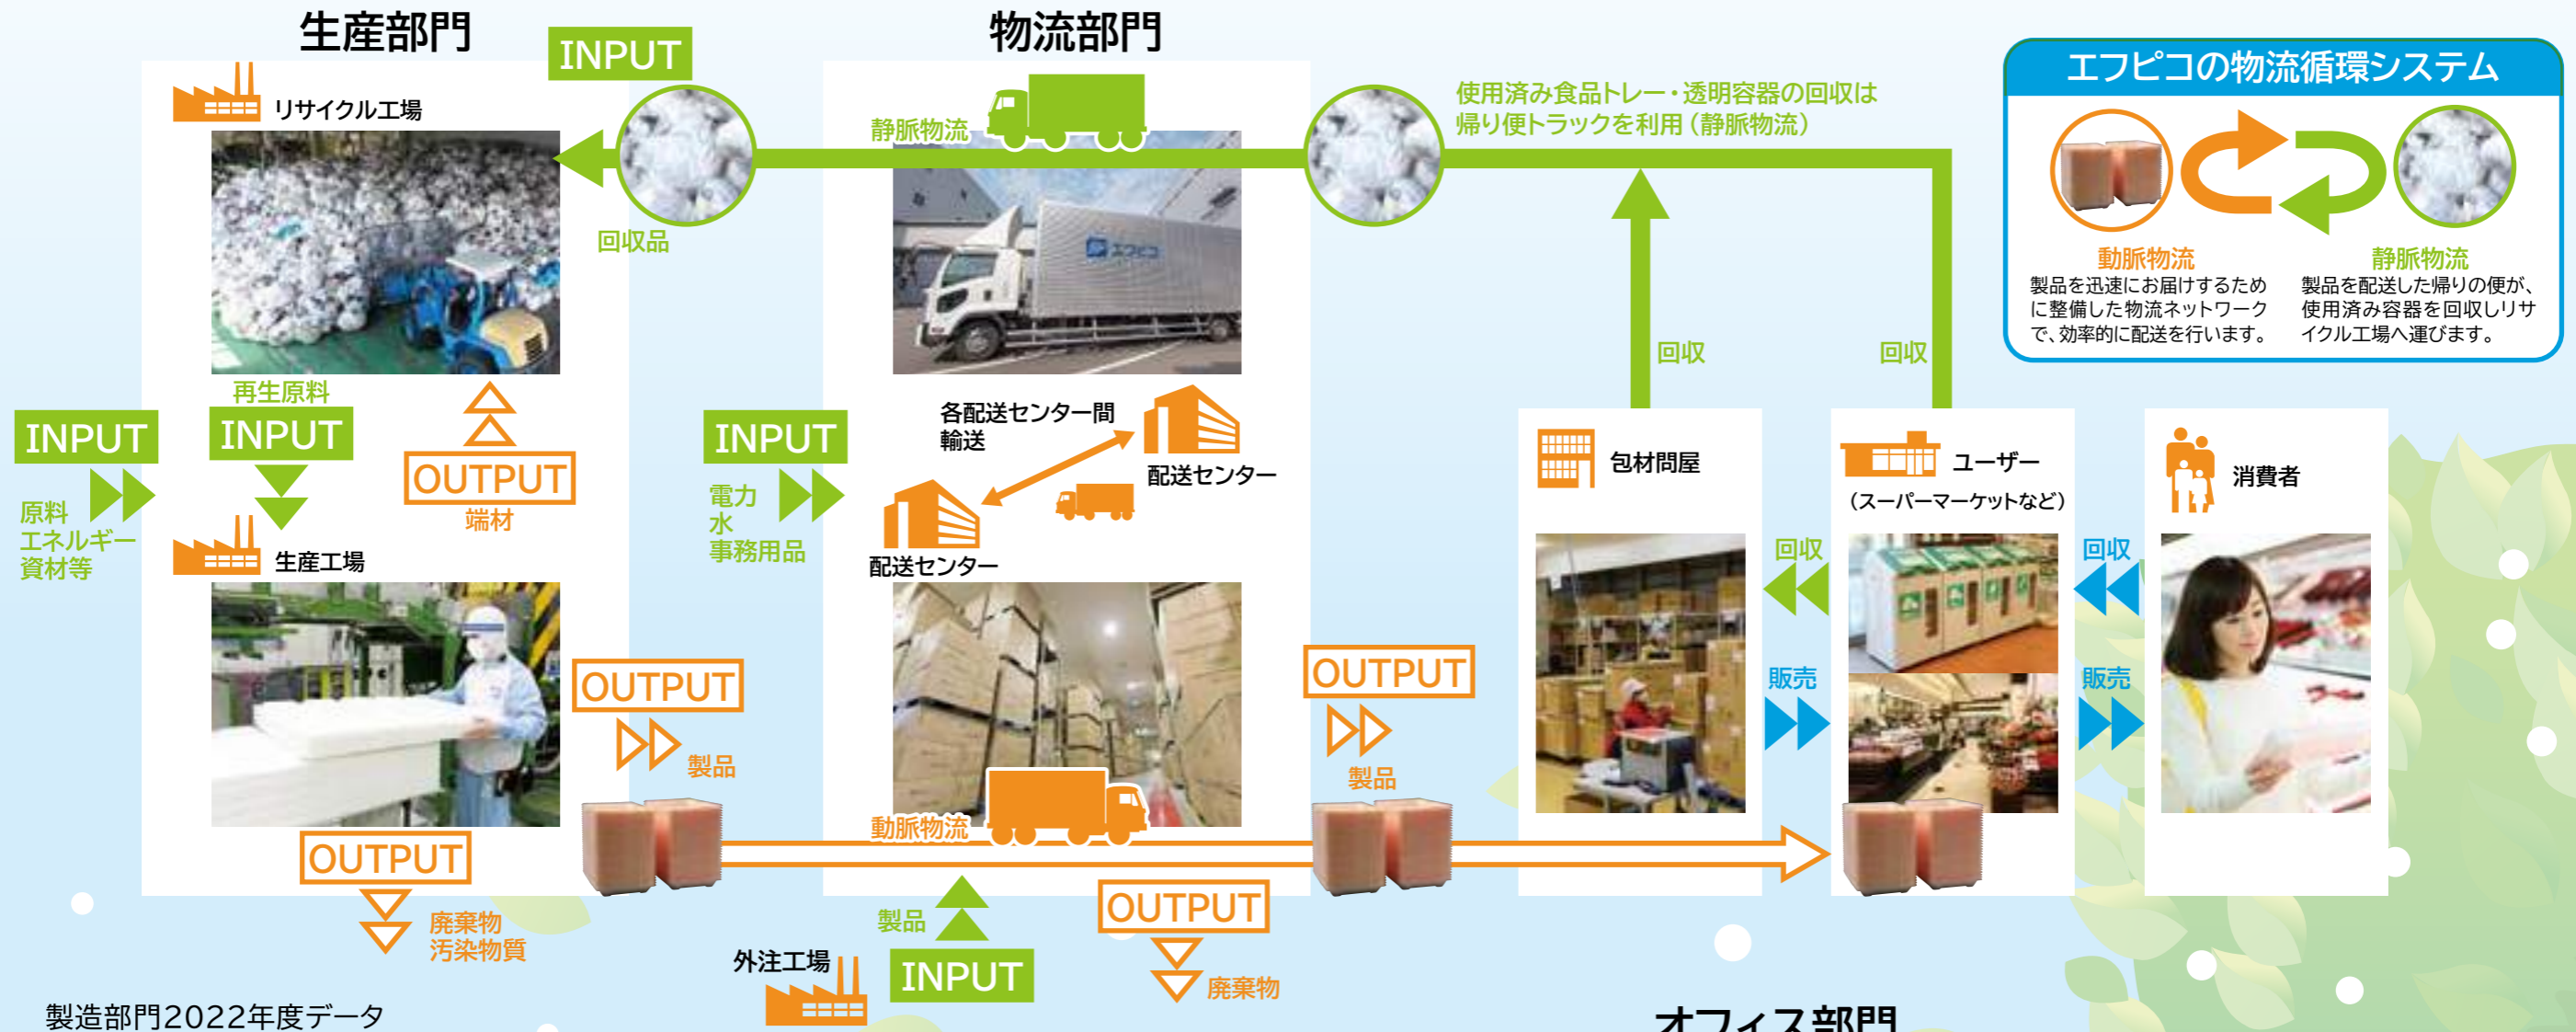 生産部門
物流部門
INPUT
エフピコの物流循環システム
動脈物流
製品を迅速にお届けするため
に整備した物流ネットワーク
で、効率的に配送を行います。
静脈物流
製品を配送した帰りの便が、
使用済み容器を回収しリサ
イクル工場へ運びます。
リサイクル工場
回収品
静脈物流
使用済み食品トレー・透明容器の回収は
帰り便トラックを利用(静脈物流)
エフピコ
回収
回収
再生原料
INPUT
INPUT
原料
エネルギー
資材等
OUTPUT
端材
生産工場
INPUT
電力
水
事務用品
各配送センター間
輸送
配送センター
配送センター
包材問屋
ユーザー
(スーパーマーケットなど)
消費者
回収
回収
販売
販売
OUTPUT
製品
OUTPUT
製品
動脈物流
OUTPUT
廃棄物
汚染物質
製品
INPUT
外注工場
OUTPUT
廃棄物
製造部門2022年度データ
オフィス部門